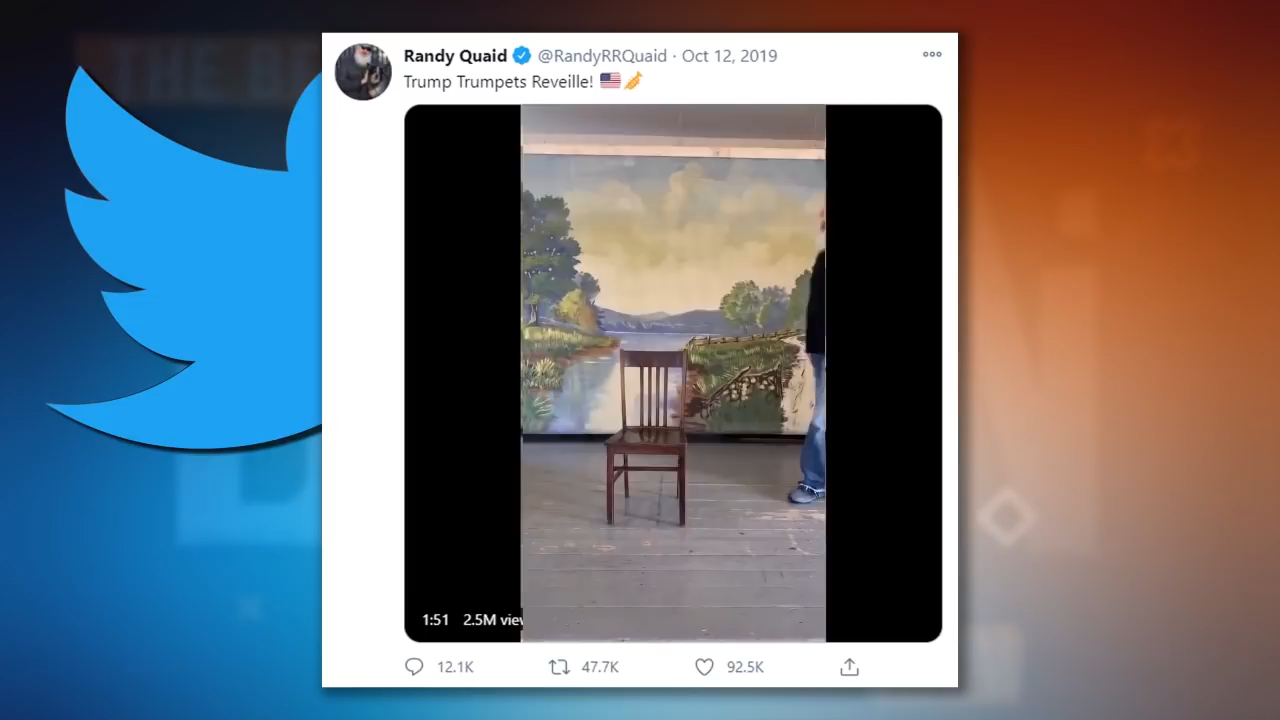 Randy Quaid @RandyRRQuaid · Oct 12, 2019
Trump Trumpets Reveille! 🇺🇸🎺
1:51 2.5M view
12.1K 47.7K 92.5K